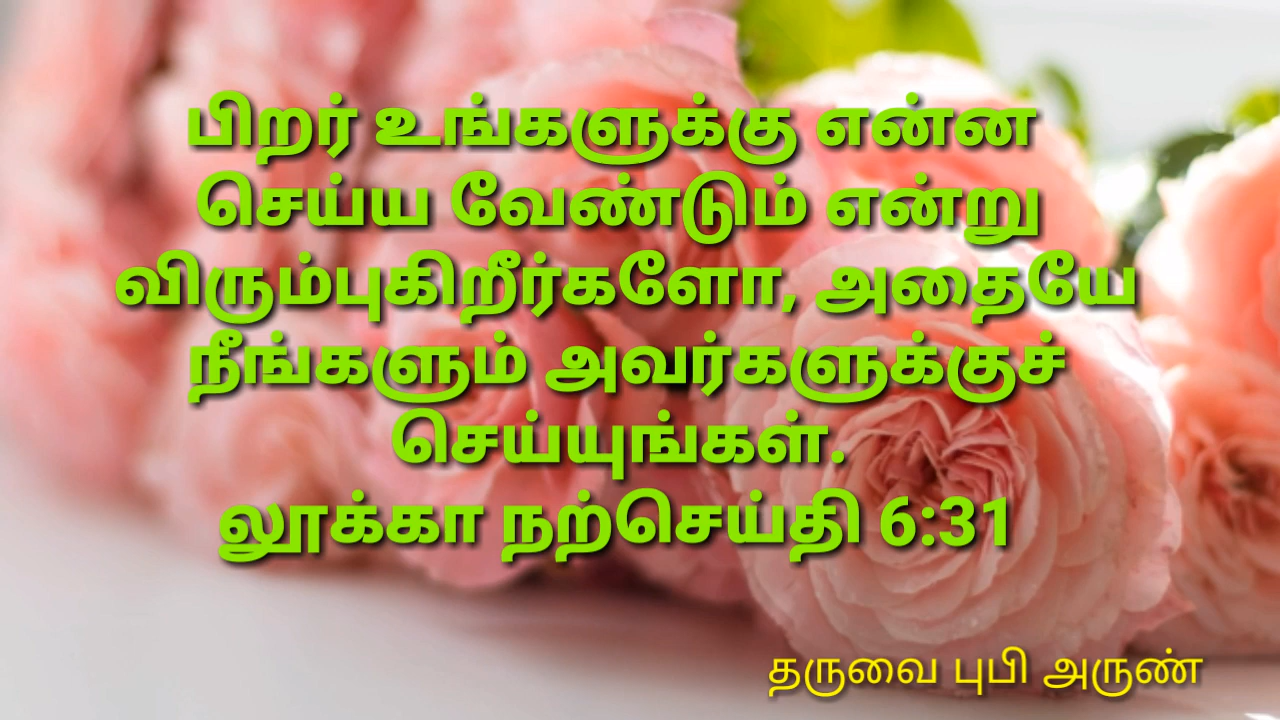 பிறர் உங்களுக்கு என்ன
செய்ய வேண்டும் என்று
விரும்புகிறீர்களோ, அதையே
நீங்களும் அவர்களுக்குச்
செய்யுங்கள்.
லூக்கா நற்செய்தி 6:31
தருவை புபி அருண்